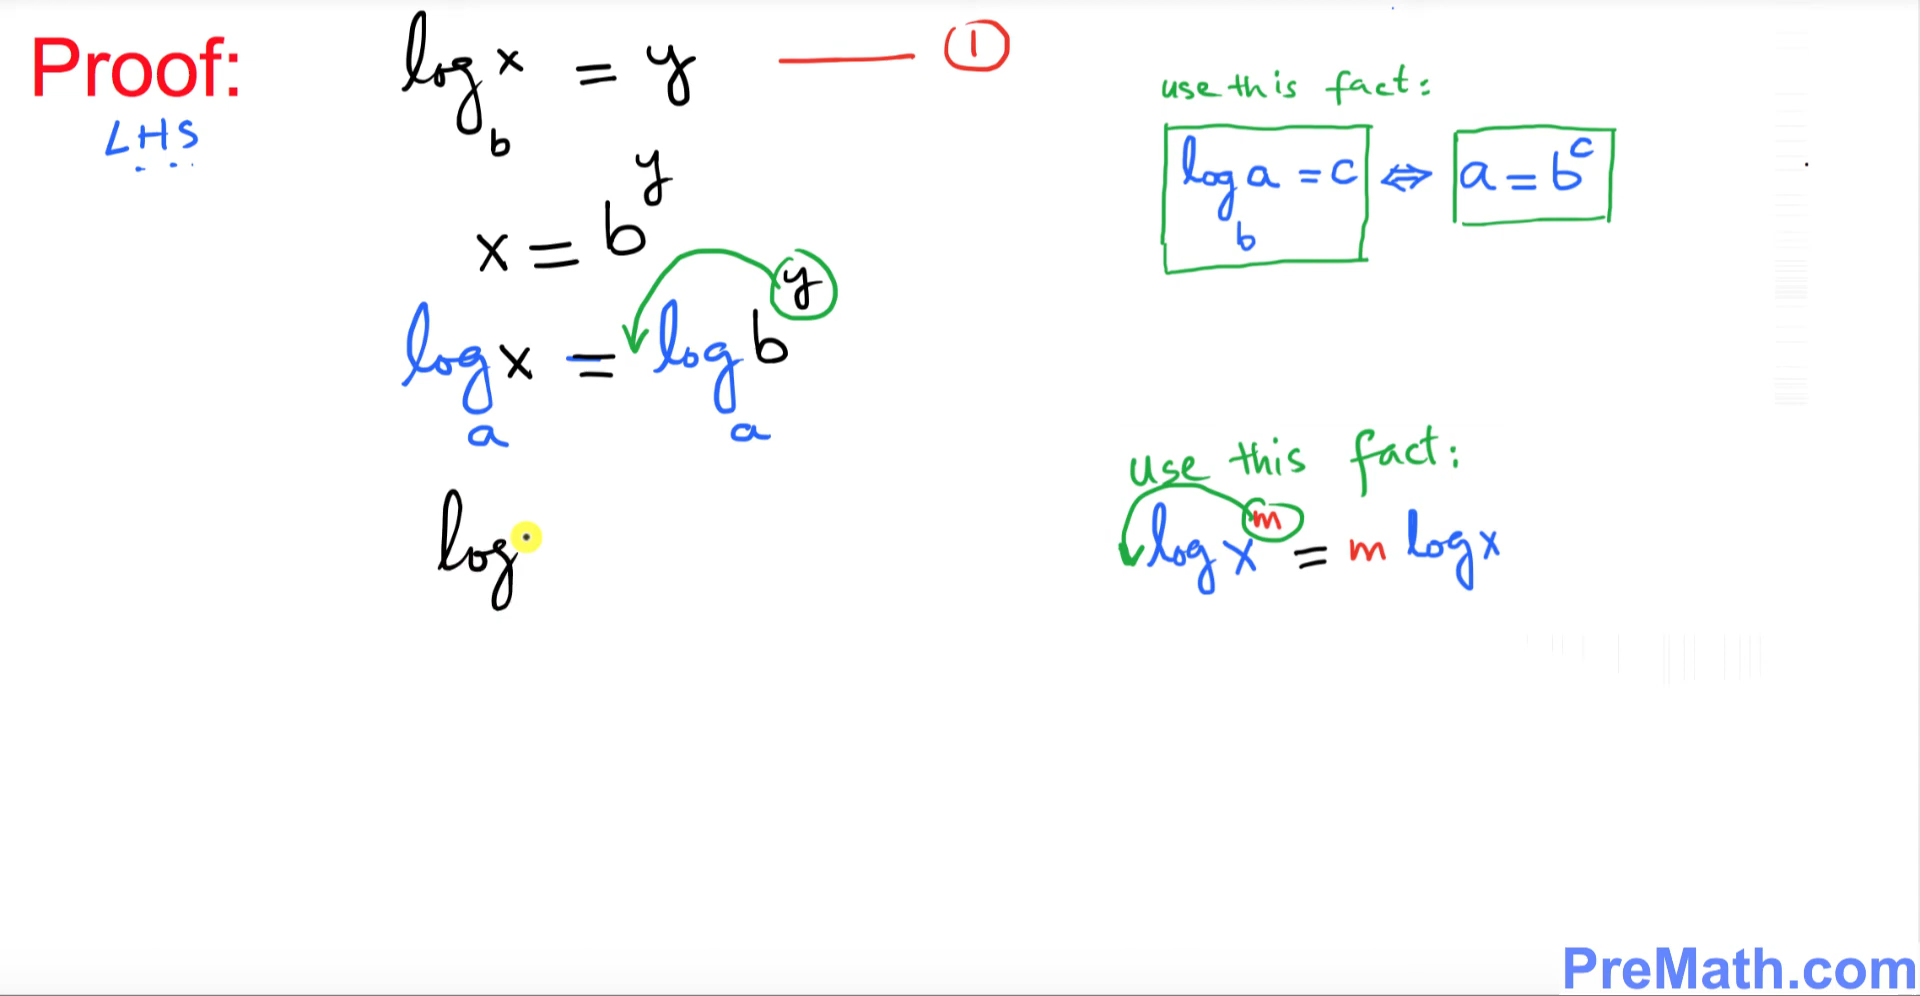 Proof:
LHS
log_b x = y ——— ①
x = b^y
log_a x = log_a b^y
log
use this fact:
log_b a = c ⇔ a = b^c
use this fact:
log x^m = m log x
PreMath.com